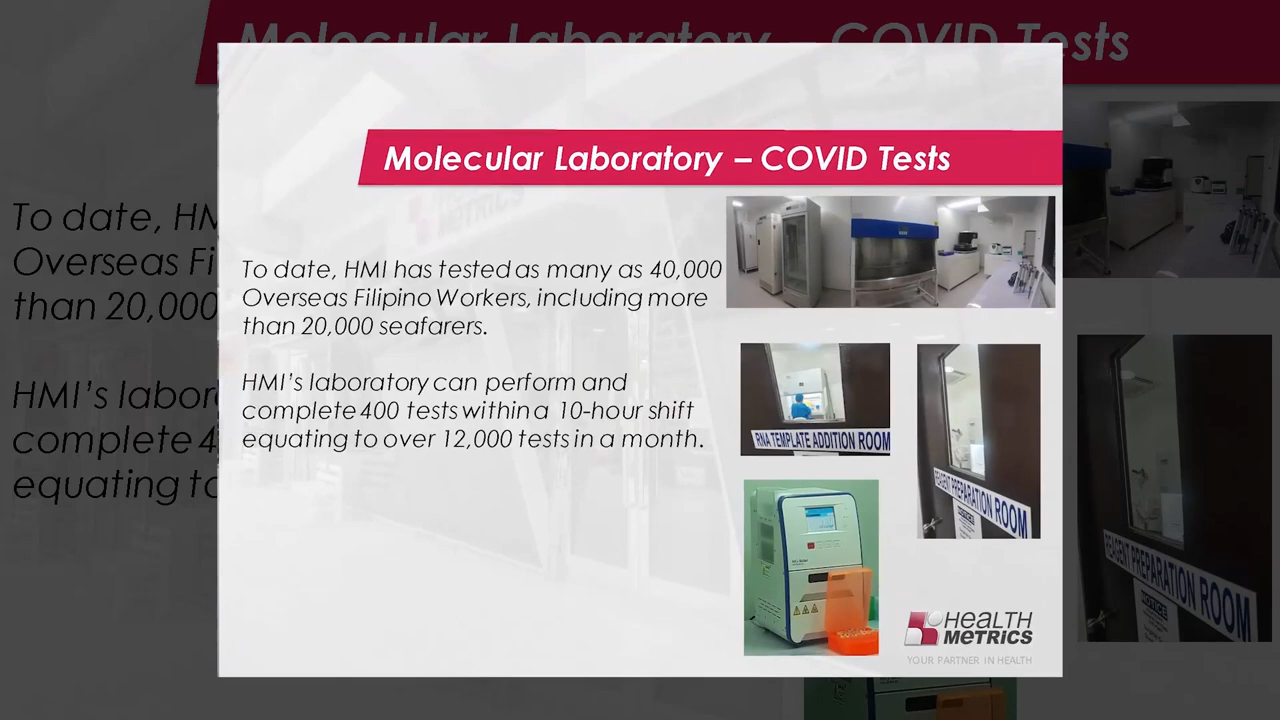 Molecular Laboratory – COVID Tests
To date, HMI has tested as many as 40,000
Overseas Filipino Workers, including more
than 20,000 seafarers.
HMI's laboratory can perform and
complete 400 tests within a 10-hour shift
equating to over 12,000 tests in a month.
RNA TEMPLATE ADDITION ROOM
REAGENT PREPARATION ROOM
NOTICE
HEALTH
METRICS
YOUR PARTNER IN HEALTH